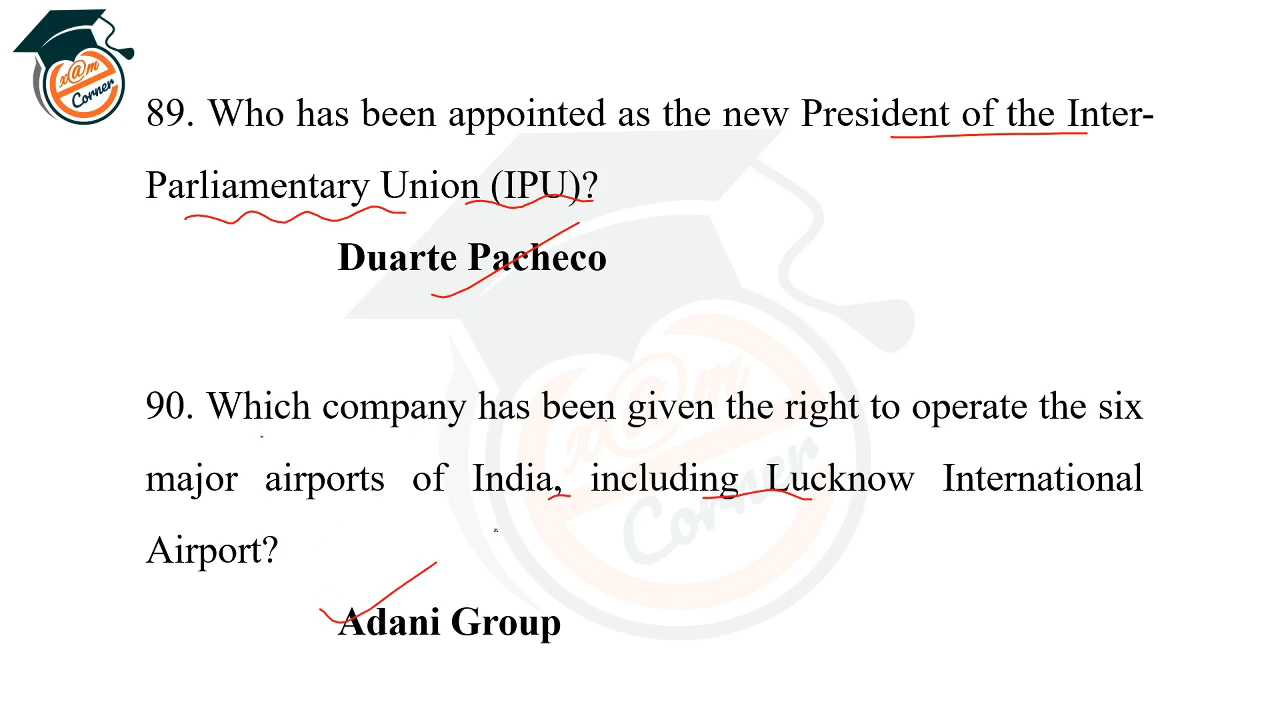 x@m
Corner
89. Who has been appointed as the new President of the Inter-
Parliamentary Union (IPU)?
Duarte Pacheco
90. Which company has been given the right to operate the six
major airports of India, including Lucknow International
Airport?
Adani Group
x@m
Corner